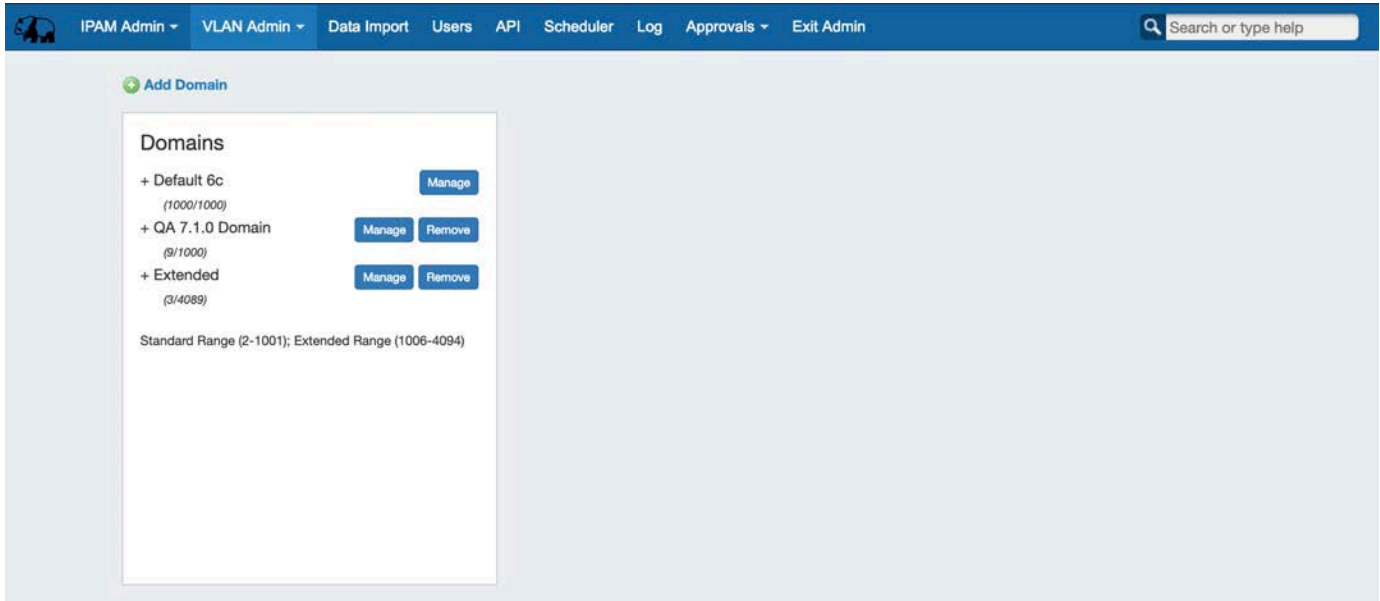 IPAM Admin VLAN Admin Data Import Users API Scheduler Log Approvals Exit Admin Search or type help
Add Domain
Domains
+ Default 6c Manage
(1000/1000)
+ QA 7.1.0 Domain Manage Remove
(9/1000)
+ Extended Manage Remove
(3/4089)
Standard Range (2-1001); Extended Range (1006-4094)